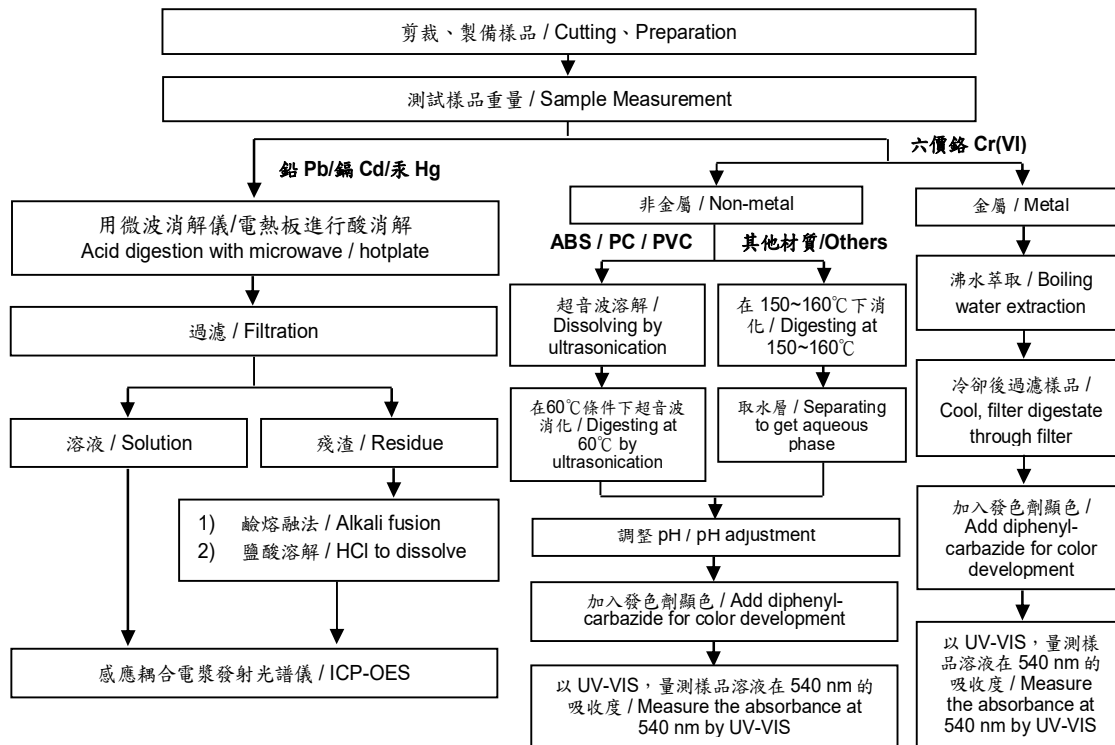 剪裁、製備樣品 / Cutting、Preparation
測試樣品重量 / Sample Measurement
鉛 Pb/鎘 Cd/汞 Hg
六價鉻 Cr(VI)
用微波消解儀/電熱板進行酸消解
Acid digestion with microwave / hotplate
過濾 / Filtration
溶液 / Solution
殘渣 / Residue
1) 鹼熔融法 / Alkali fusion
2) 鹽酸溶解 / HCl to dissolve
感應耦合電漿發射光譜儀 / ICP-OES
非金屬 / Non-metal
ABS / PC / PVC
其他材質/Others
超音波溶解 /
Dissolving by
ultrasonication
在60℃條件下超音波
消化 / Digesting at
60℃ by
ultrasonication
在 150~160℃下消
化 / Digesting at
150~160℃
取水層 / Separating
to get aqueous
phase
調整 pH / pH adjustment
加入發色劑顯色 / Add diphenyl-
carbazide for color development
以 UV-VIS，量測樣品溶液在 540 nm 的
吸收度 / Measure the absorbance at
540 nm by UV-VIS
金屬 / Metal
沸水萃取 / Boiling
water extraction
冷卻後過濾樣品 /
Cool, filter digestate
through filter
加入發色劑顯色 /
Add diphenyl-
carbazide for color
development
以 UV-VIS，量測樣
品溶液在 540 nm 的
吸收度 / Measure
the absorbance at
540 nm by UV-VIS